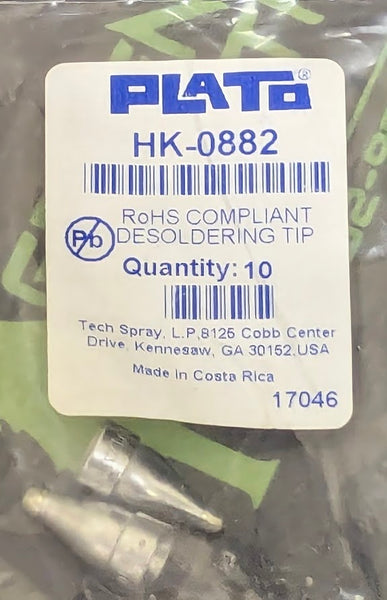 PLATO®
HK-0882
RoHS COMPLIANT
Pb DESOLDERING TIP
Quantity: 10
Tech Spray, L.P,8125 Cobb Center
Drive, Kennesaw, GA 30152,USA
Made in Costa Rica
17046